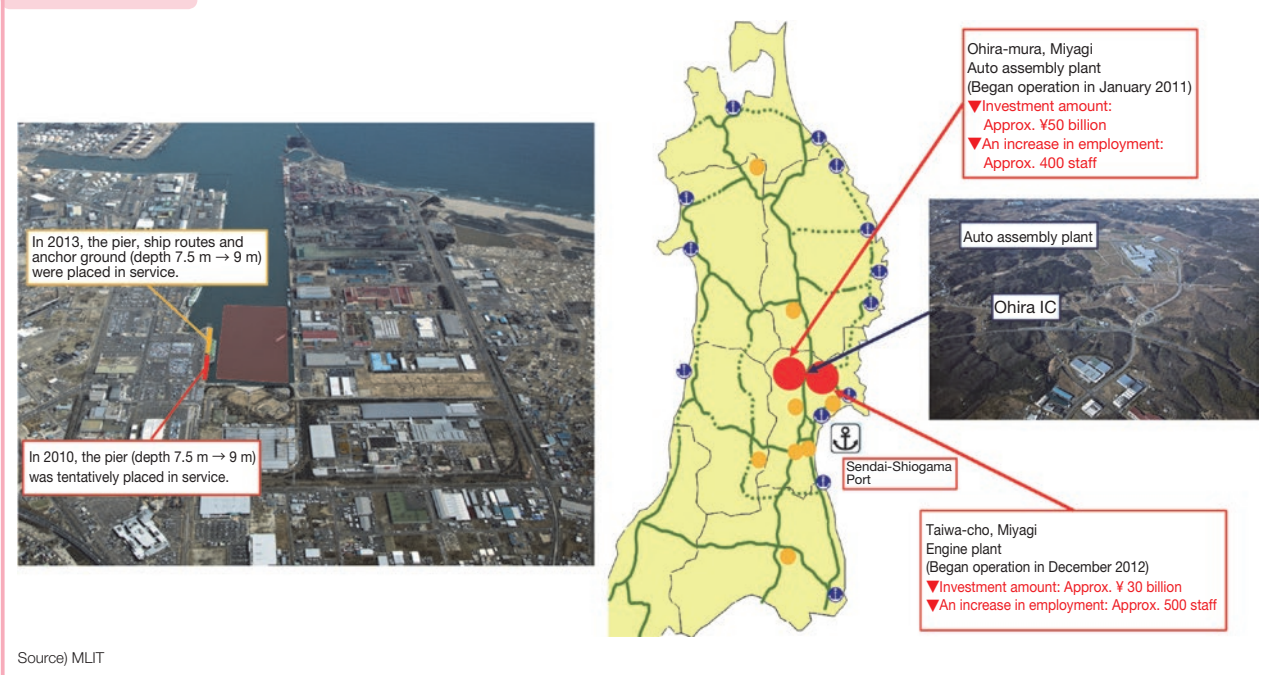 In 2013, the pier, ship routes and
anchor ground (depth 7.5 m → 9 m)
were placed in service.
In 2010, the pier (depth 7.5 m → 9 m)
was tentatively placed in service.
Ohira-mura, Miyagi
Auto assembly plant
(Began operation in January 2011)
▼Investment amount:
Approx. ¥50 billion
▼An increase in employment:
Approx. 400 staff
Auto assembly plant
Ohira IC
Sendai-Shiogama
Port
Taiwa-cho, Miyagi
Engine plant
(Began operation in December 2012)
▼Investment amount: Approx. ¥ 30 billion
▼An increase in employment: Approx. 500 staff
Source) MLIT